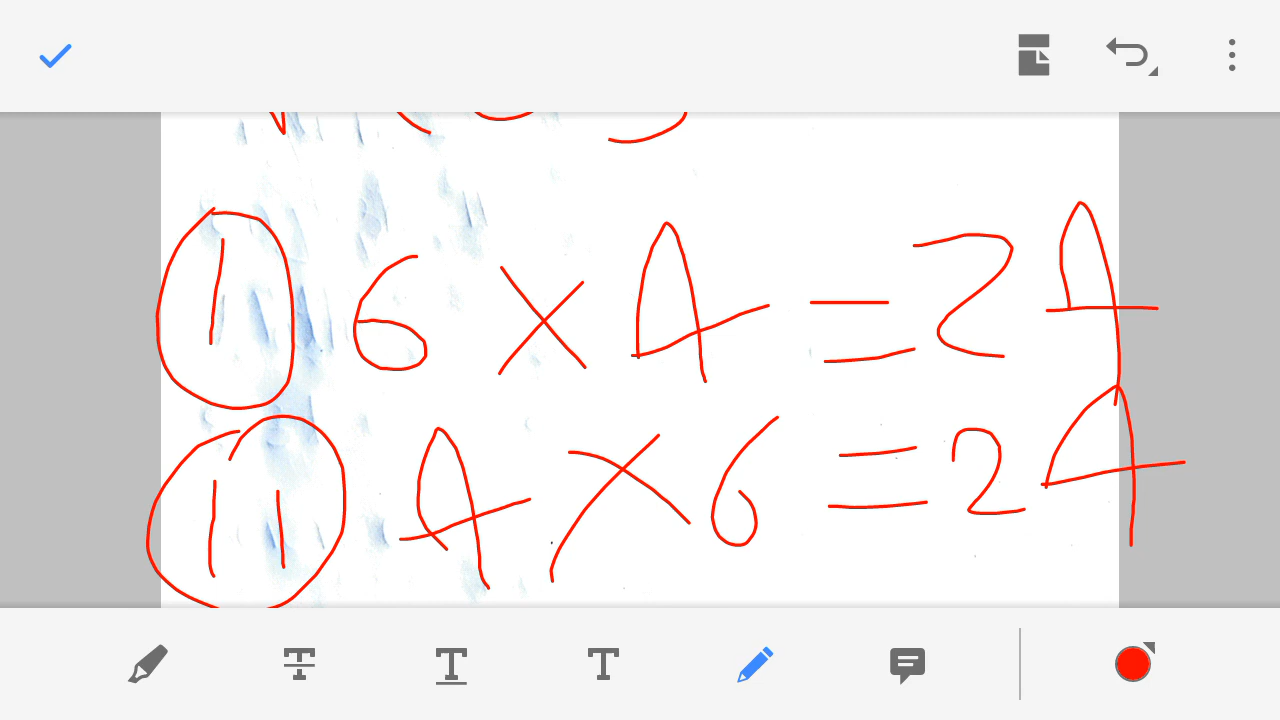 ① 6 × 4 = 24
⑪ 4 × 6 = 24